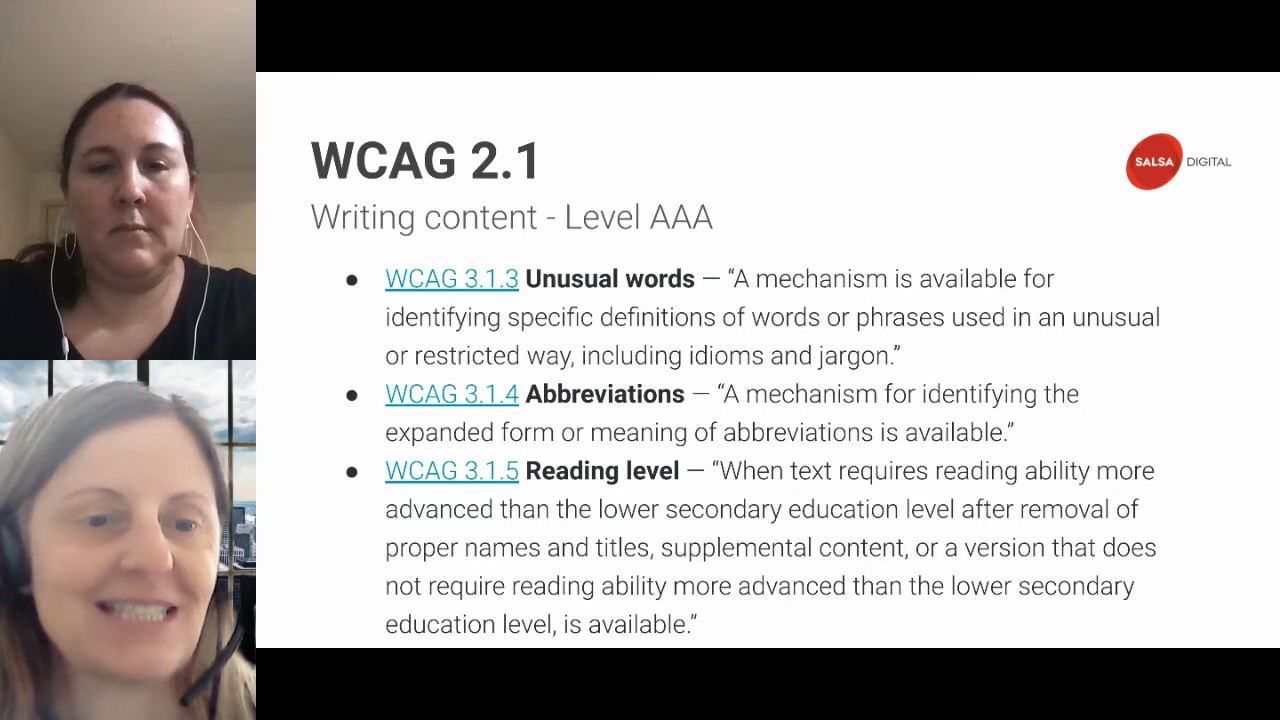 WCAG 2.1
SALSA DIGITAL
Writing content - Level AAA
● WCAG 3.1.3 Unusual words — “A mechanism is available for
identifying specific definitions of words or phrases used in an unusual
or restricted way, including idioms and jargon.”
● WCAG 3.1.4 Abbreviations — “A mechanism for identifying the
expanded form or meaning of abbreviations is available.”
● WCAG 3.1.5 Reading level — “When text requires reading ability more
advanced than the lower secondary education level after removal of
proper names and titles, supplemental content, or a version that does
not require reading ability more advanced than the lower secondary
education level, is available.”